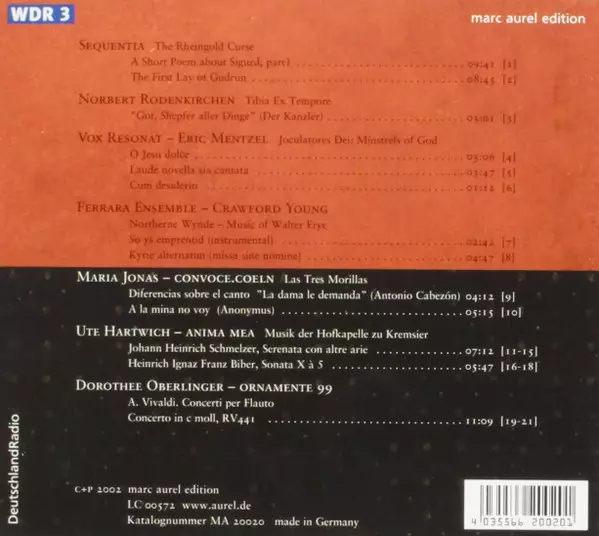 WDR 3
marc aurel edition
Sequentia The Rheingold Curse
A Short Poem about Sigurd, part1 09:42 [1]
The First Lay of Gudrun 08:45 [2]
Norbert Rodenkirchen Tibia Ex Tempore
"Got, Shepfer aller Dinge" (Der Kanzler) 03:01 [3]
Vox Resonat – Eric Mentzel Joculatores Dei: Minstrels of God
O Jesu dolce 03:06 [4]
Laude novella sia cantata 03:47 [5]
Cum desiderio 01:12 [6]
Ferrara Ensemble – Crawford Young
Northerne Wynde – Music of Walter Frye
So ys emprentid (instrumental) 02:42 [7]
Kyrie alternatan (missa sine nomine) 04:47 [8]
Maria Jonas – convoce.coeln Las Tres Morillas
Diferencias sobre el canto "La dama le demanda" (Antonio Cabezón) 04:12 [9]
A la mina no voy (Anonymus) 05:15 [10]
Ute Hartwich – anima mea Musik der Hofkapelle zu Kremsier
Johann Heinrich Schmelzer, Serenata con altre arie 07:12 [11-15]
Heinrich Ignaz Franz Biber, Sonata X à 5 05:47 [16-18]
Dorothee Oberlinger – ornamente 99
A. Vivaldi. Concerti per Flauto
Concerto in c moll, RV441 11:09 [19-21]
DeutschlandRadio
C+P 2002 marc aurel edition
LC 00572 www.aurel.de
Katalognummer MA 20020 made in Germany
4 035566 200201